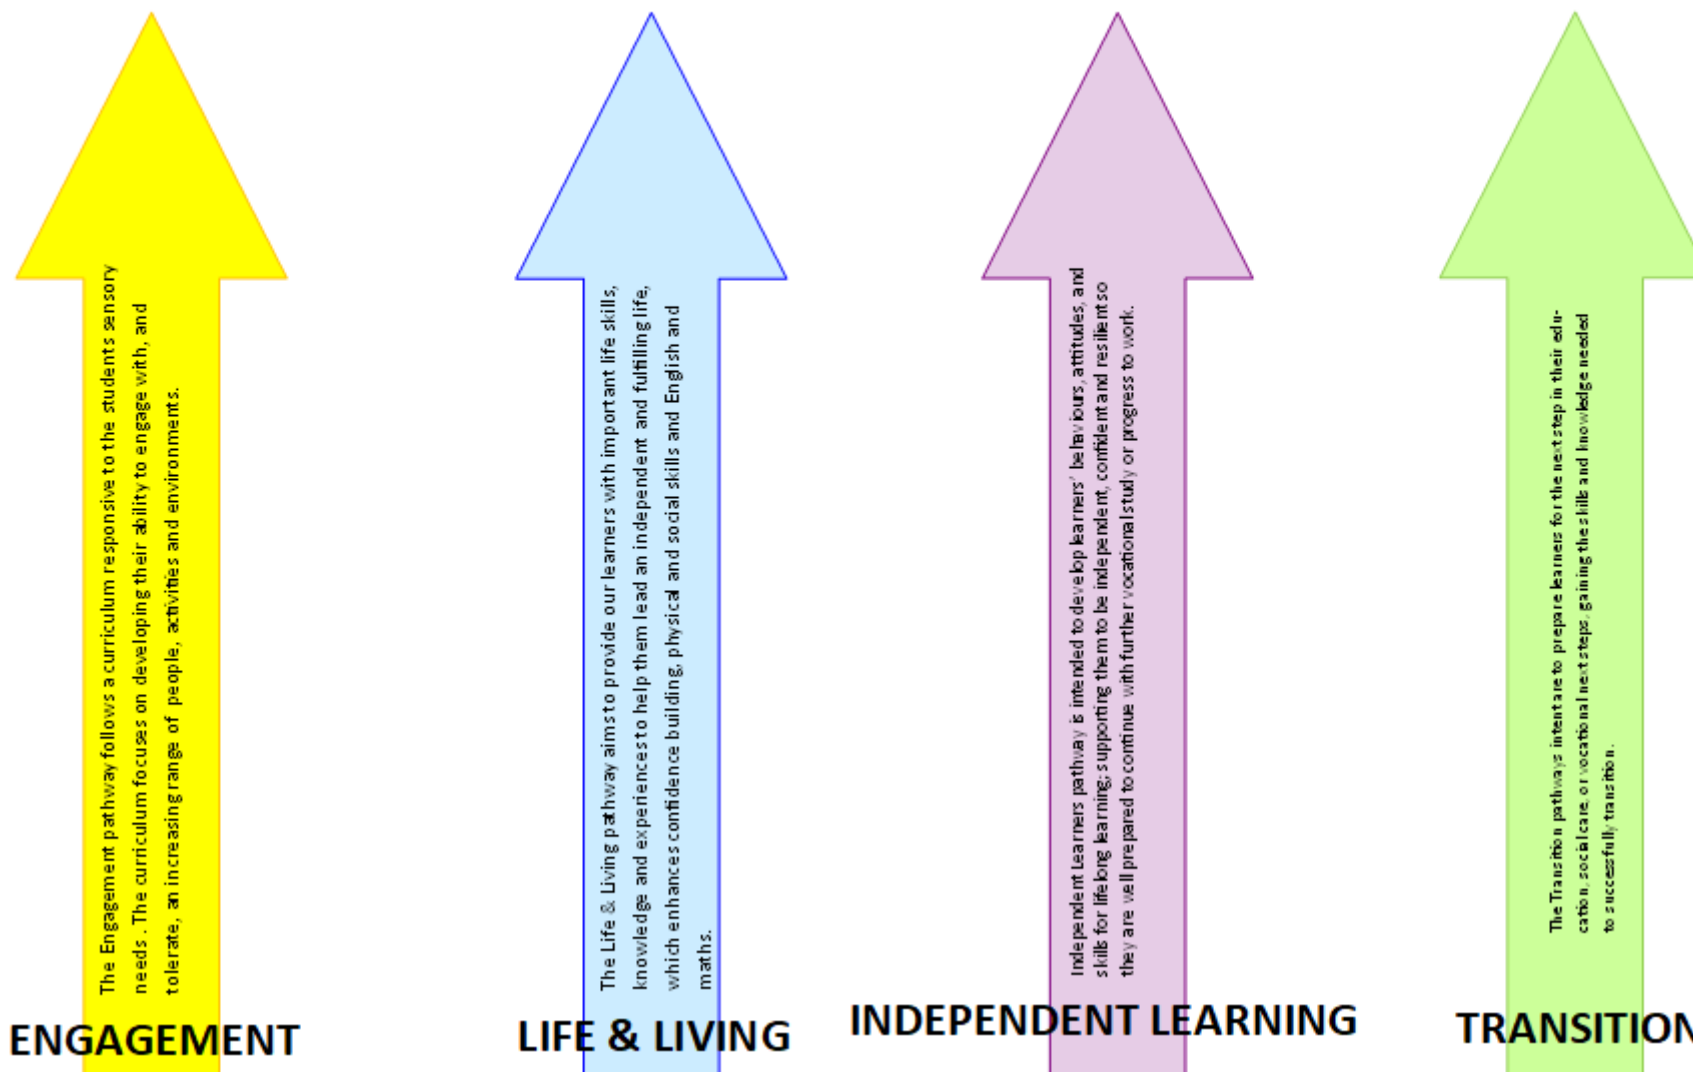 The Engagement pathway follows a curriculum responsive to the students sensory
needs . The curriculum focuses on developing their ability to engage with, and
tolerate, an increasing range of people, activities and environments.
ENGAGEMENT
The Life & Living pathway aims to provide our learners with important life skills,
knowledge and experiences to help them lead an independent and fulfilling life,
which enhances confidence building, physical and social skills and English and
maths.
LIFE & LIVING
Independent Learners pathway is intended to develop learners' behaviours, attitudes, and
skills for lifelong learning; supporting them to be independent, confident and resilient so
they are well prepared to continue with further vocational study or progress to work.
INDEPENDENT LEARNING
The Transition pathways intent are to prepare learners for the next step in their edu-
cation, social care, or vocational next steps, gaining the skills and knowledge needed
to successfully transition.
TRANSITION